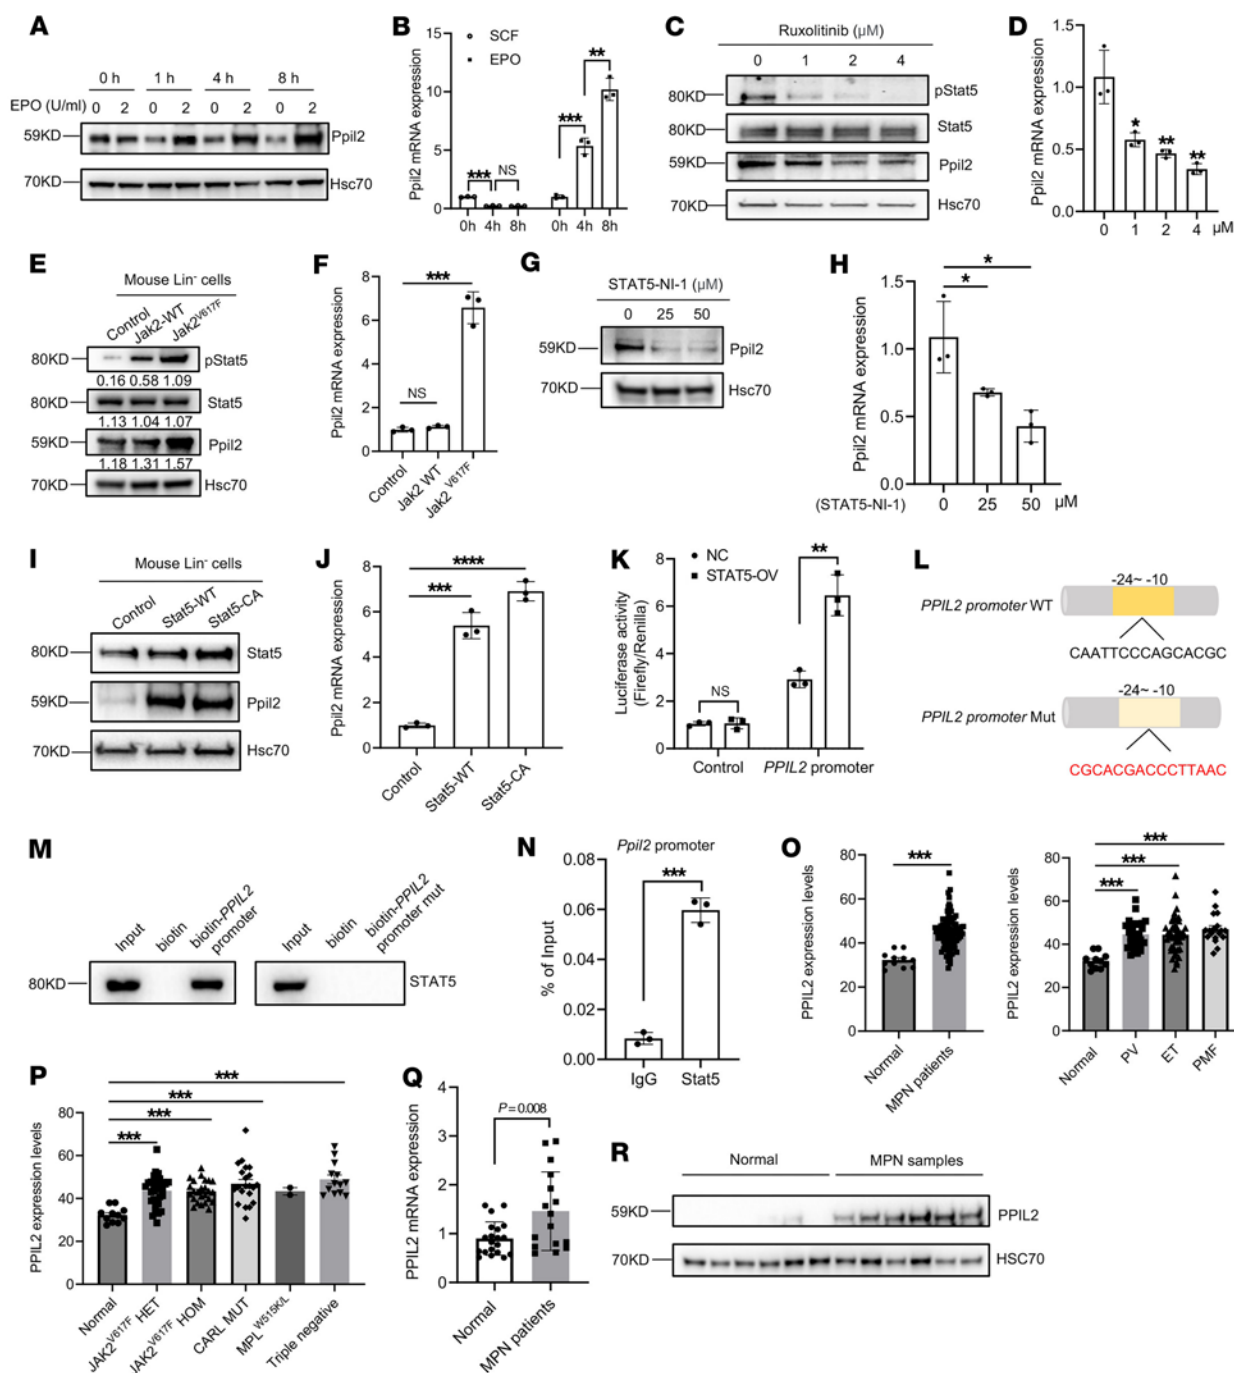 A
0 h 1 h 4 h 8 h
EPO (U/ml) 0 2 0 2 0 2 0 2
59KD Ppil2
70KD Hsc70
B
Ppil2 mRNA expression
15
10
5
0
SCF
EPO
*** NS *** ** 
0h 4h 8h 0h 4h 8h
C
Ruxolitinib (µM)
0 1 2 4
80KD pStat5
80KD Stat5
59KD Ppil2
70KD Hsc70
D
Ppil2 mRNA expression
1.5
1.0
0.5
0.0
* ** **
0 1 2 4 µM
E
Mouse Lin⁻ cells
Control Jak2-WT Jak2V617F
80KD pStat5
0.16 0.58 1.09
80KD Stat5
1.13 1.04 1.07
59KD Ppil2
1.18 1.31 1.57
70KD Hsc70
F
Ppil2 mRNA expression
8
6
4
2
0
***
NS
Control Jak2 WT Jak2 V617F
G
STAT5-NI-1 (µM)
0 25 50
59KD Ppil2
70KD Hsc70
H
Ppil2 mRNA expression
1.5
1.0
0.5
0.0
*
*
(STAT5-NI-1) 0 25 50 µM
I
Mouse Lin⁻ cells
Control Stat5-WT Stat5-CA
80KD Stat5
59KD Ppil2
70KD Hsc70
J
Ppil2 mRNA expression
8
6
4
2
0
****
***
Control Stat5-WT Stat5-CA
K
Luciferase activity
(Firefly/Renilla)
8
6
4
2
0
NC
STAT5-OV
**
NS
Control PPIL2 promoter
L
-24~ -10
PPIL2 promoter WT
CAATTCCCAGCACGC
-24~ -10
PPIL2 promoter Mut
CGCACGACCCTTAAC
M
Input biotin biotin-PPIL2 promoter Input biotin biotin-PPIL2 promoter mut
80KD STAT5
N
Ppil2 promoter
% of Input
0.08
0.06
0.04
0.02
0.00
***
IgG Stat5
O
PPIL2 expression levels
80
60
40
20
0
***
Normal MPN patients
PPIL2 expression levels
80
60
40
20
0
***
***
***
Normal PV ET PMF
P
PPIL2 expression levels
80
60
40
20
0
***
***
***
***
Normal JAK2V617F HET JAK2V617F HOM CARL MUT MPL W515K/L Triple negative
Q
PPIL2 mRNA expression
4
3
2
1
0
P=0.008
Normal MPN patients
R
Normal MPN samples
59KD PPIL2
70KD HSC70